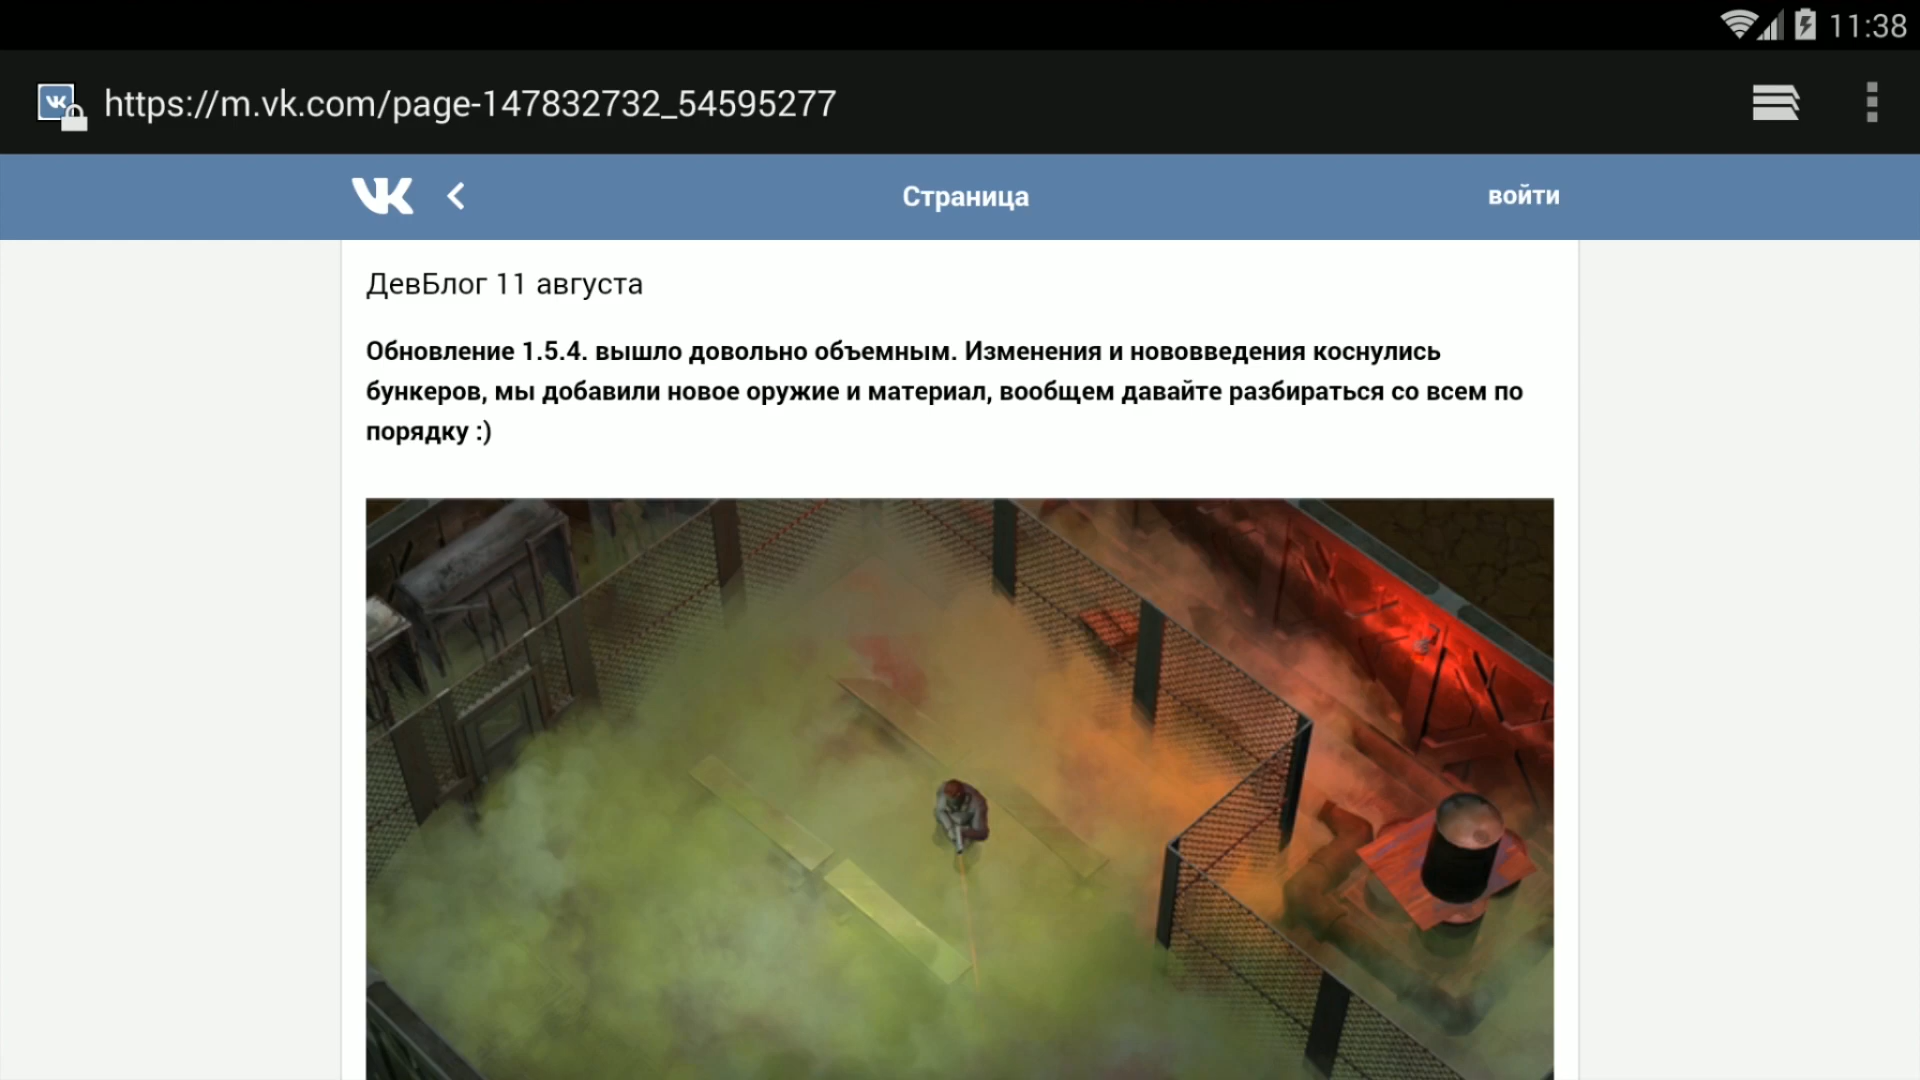 11:38
https://m.vk.com/page-147832732_54595277
Страница
войти
ДевБлог 11 августа
Обновление 1.5.4. вышло довольно объемным. Изменения и нововведения коснулись
бункеров, мы добавили новое оружие и материал, вообщем давайте разбираться со всем по
порядку :)